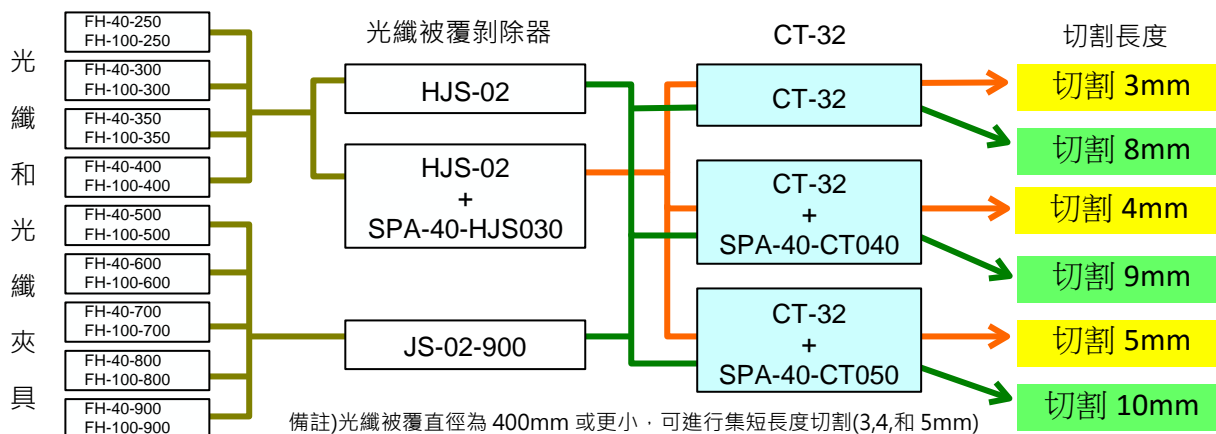 光纖和光纖夾具
FH-40-250
FH-100-250
FH-40-300
FH-100-300
FH-40-350
FH-100-350
FH-40-400
FH-100-400
FH-40-500
FH-100-500
FH-40-600
FH-100-600
FH-40-700
FH-100-700
FH-40-800
FH-100-800
FH-40-900
FH-100-900
光纖被覆剝除器
HJS-02
HJS-02
+
SPA-40-HJS030
JS-02-900
CT-32
CT-32
CT-32
+
SPA-40-CT040
CT-32
+
SPA-40-CT050
切割長度
切割 3mm
切割 8mm
切割 4mm
切割 9mm
切割 5mm
切割 10mm
備註)光纖被覆直徑為 400mm 或更小，可進行集短長度切割(3,4,和 5mm)